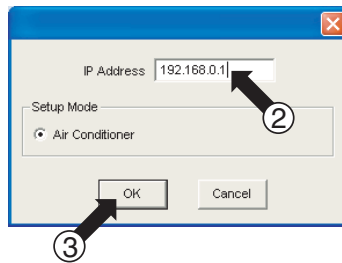 IP Address 192.168.0.1
②
Setup Mode
Air Conditioner
OK Cancel
③